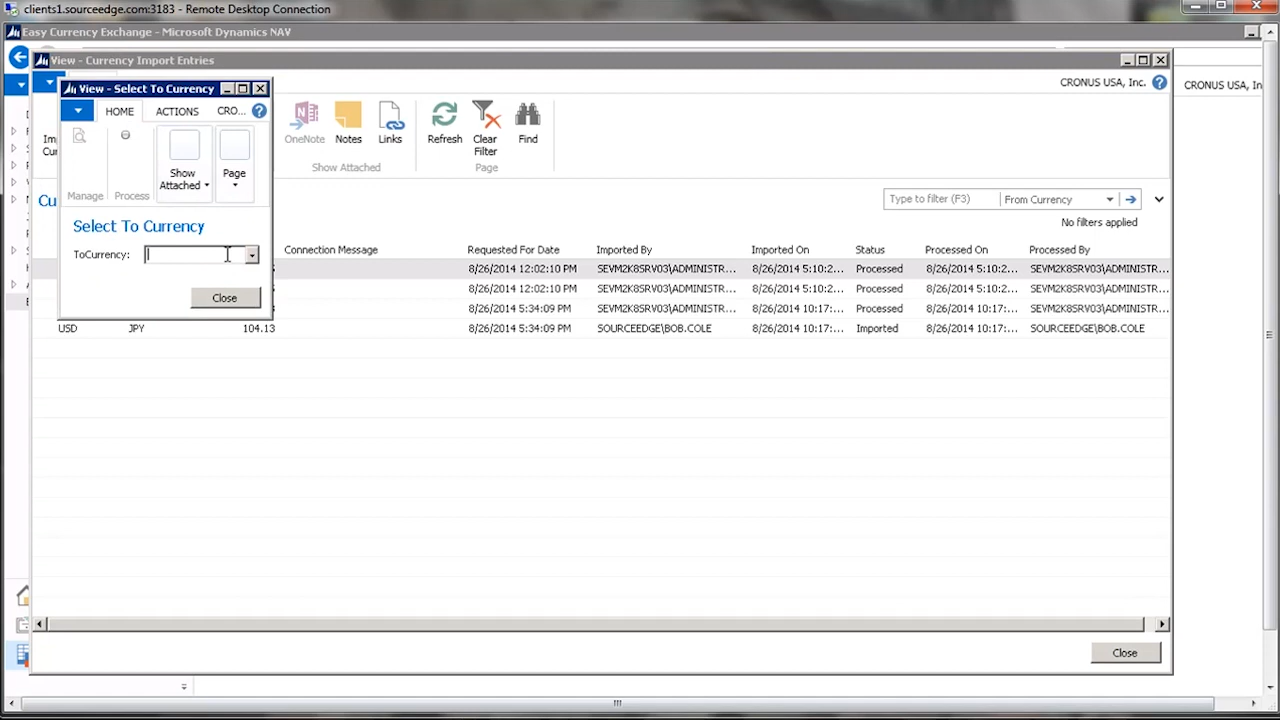 clients1.sourceedge.com:3183 - Remote Desktop Connection
Easy Currency Exchange - Microsoft Dynamics NAV
View - Currency Import Entries
CRONUS USA, Inc.
CRONUS USA, In
View - Select To Currency
HOME ACTIONS CRO...
Show
Attached
Page
Manage Process
Select To Currency
ToCurrency:
Close
OneNote Notes Links Refresh Clear
Filter Find
Show Attached Page
Type to filter (F3) From Currency
No filters applied
Connection Message Requested For Date Imported By Imported On Status Processed On Processed By
8/26/2014 12:02:10 PM SEVM2K8SRV03\ADMINISTR... 8/26/2014 5:10:2... Processed 8/26/2014 5:10:2... SEVM2K8SRV03\ADMINISTR...
8/26/2014 12:02:10 PM SEVM2K8SRV03\ADMINISTR... 8/26/2014 5:10:2... Processed 8/26/2014 5:10:2... SEVM2K8SRV03\ADMINISTR...
8/26/2014 5:34:09 PM SEVM2K8SRV03\ADMINISTR... 8/26/2014 10:17:... Processed 8/26/2014 10:17:... SEVM2K8SRV03\ADMINISTR...
USD JPY 104.13 8/26/2014 5:34:09 PM SOURCEEDGE\BOB.COLE 8/26/2014 10:17:... Imported 8/26/2014 10:17:... SOURCEEDGE\BOB.COLE
Close